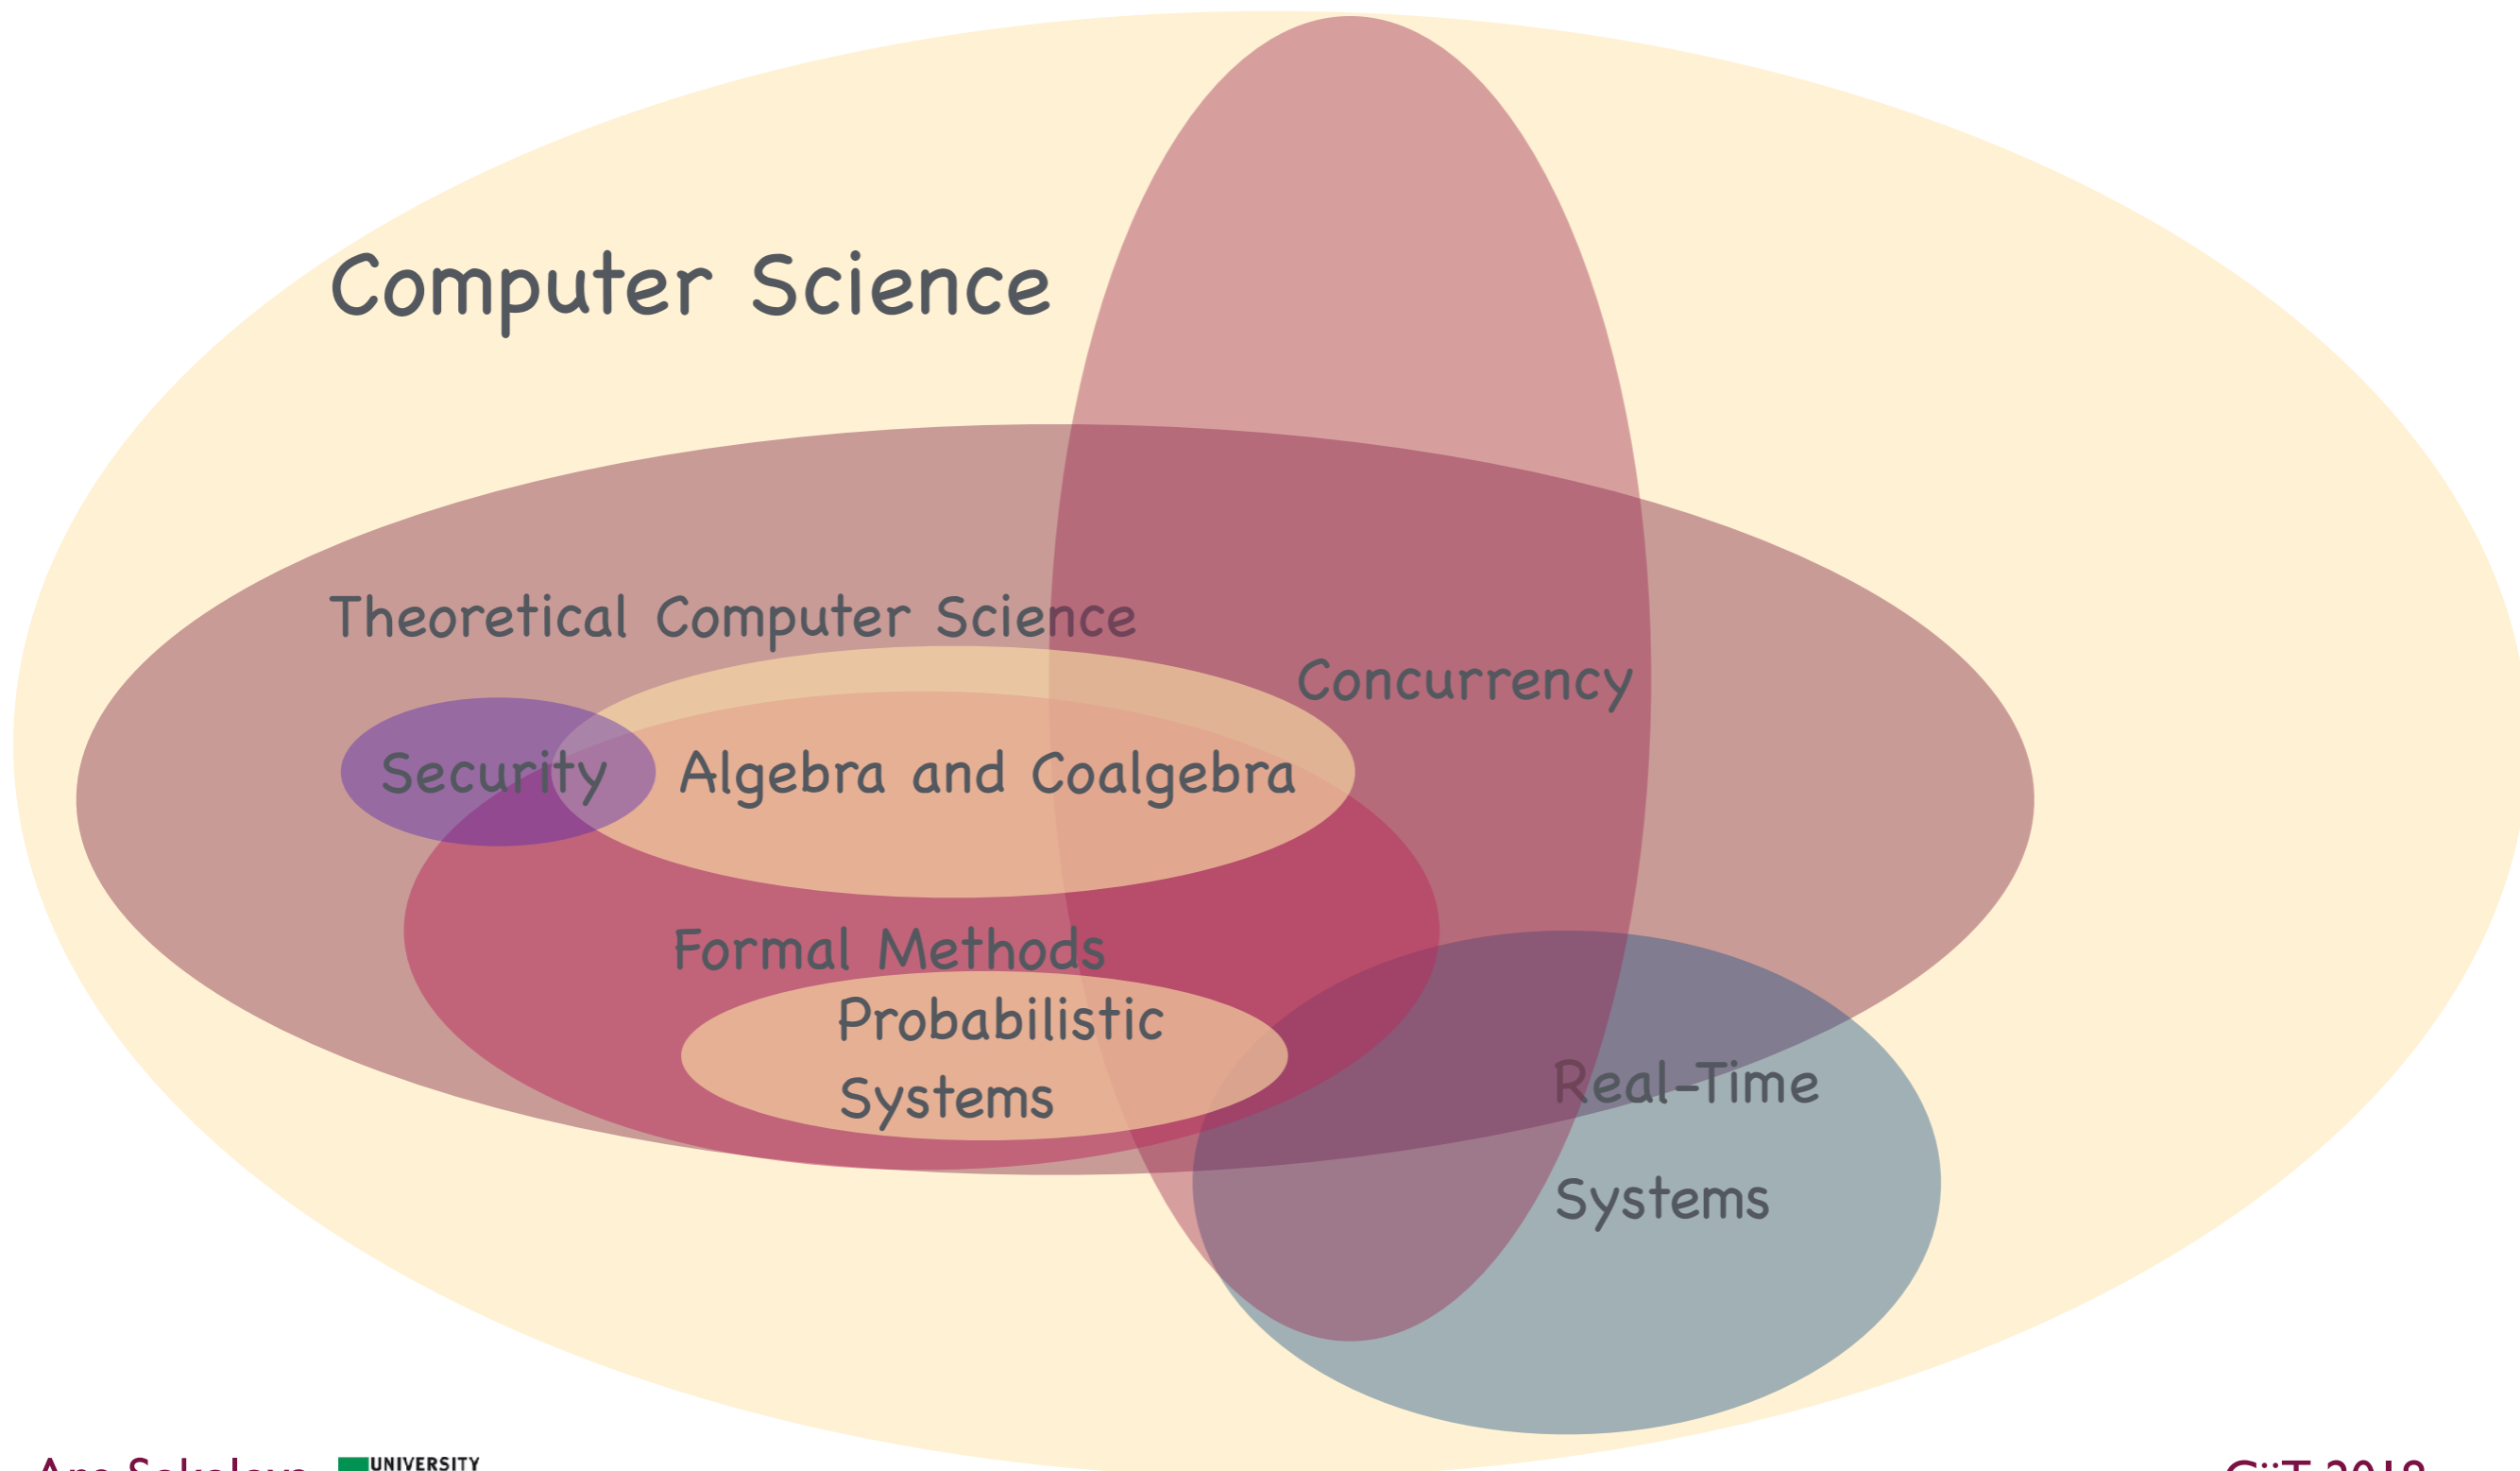 Computer Science
Theoretical Computer Science
Concurrency
Security
Algebra and Coalgebra
Formal Methods
Probabilistic
Systems
Real-Time
Systems
UNIVERSITY